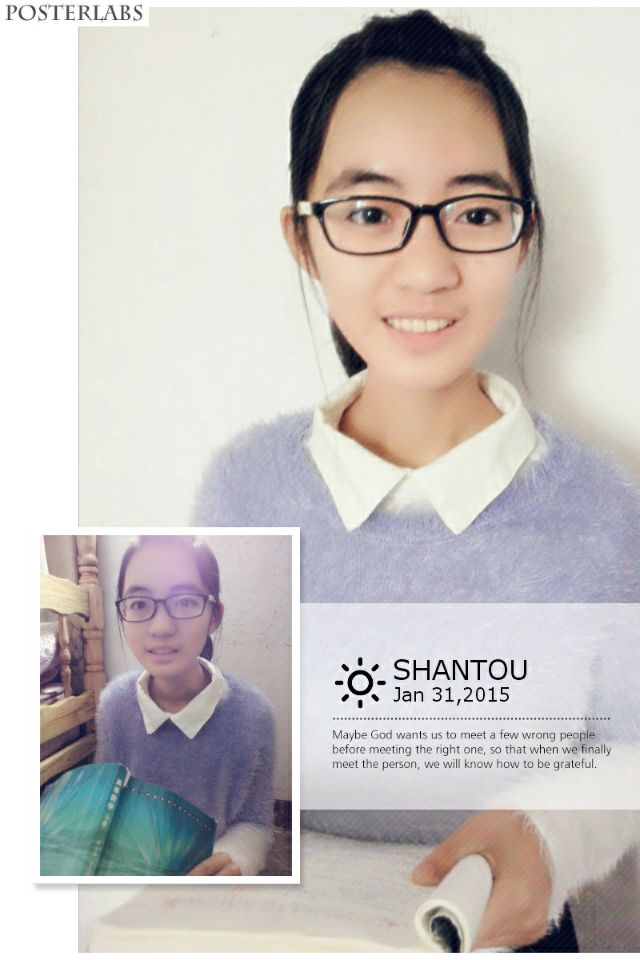 POSTERLABS
SHANTOU
Jan 31,2015
Maybe God wants us to meet a few wrong people
before meeting the right one, so that when we finally
meet the person, we will know how to be grateful.